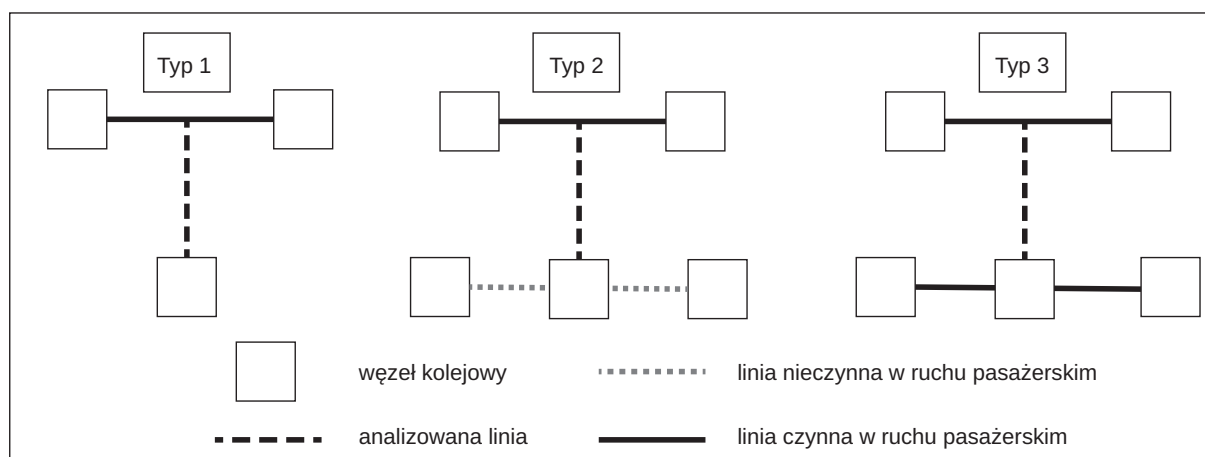 Typ 1
Typ 2
Typ 3
węzeł kolejowy
linia nieczynna w ruchu pasażerskim
analizowana linia
linia czynna w ruchu pasażerskim